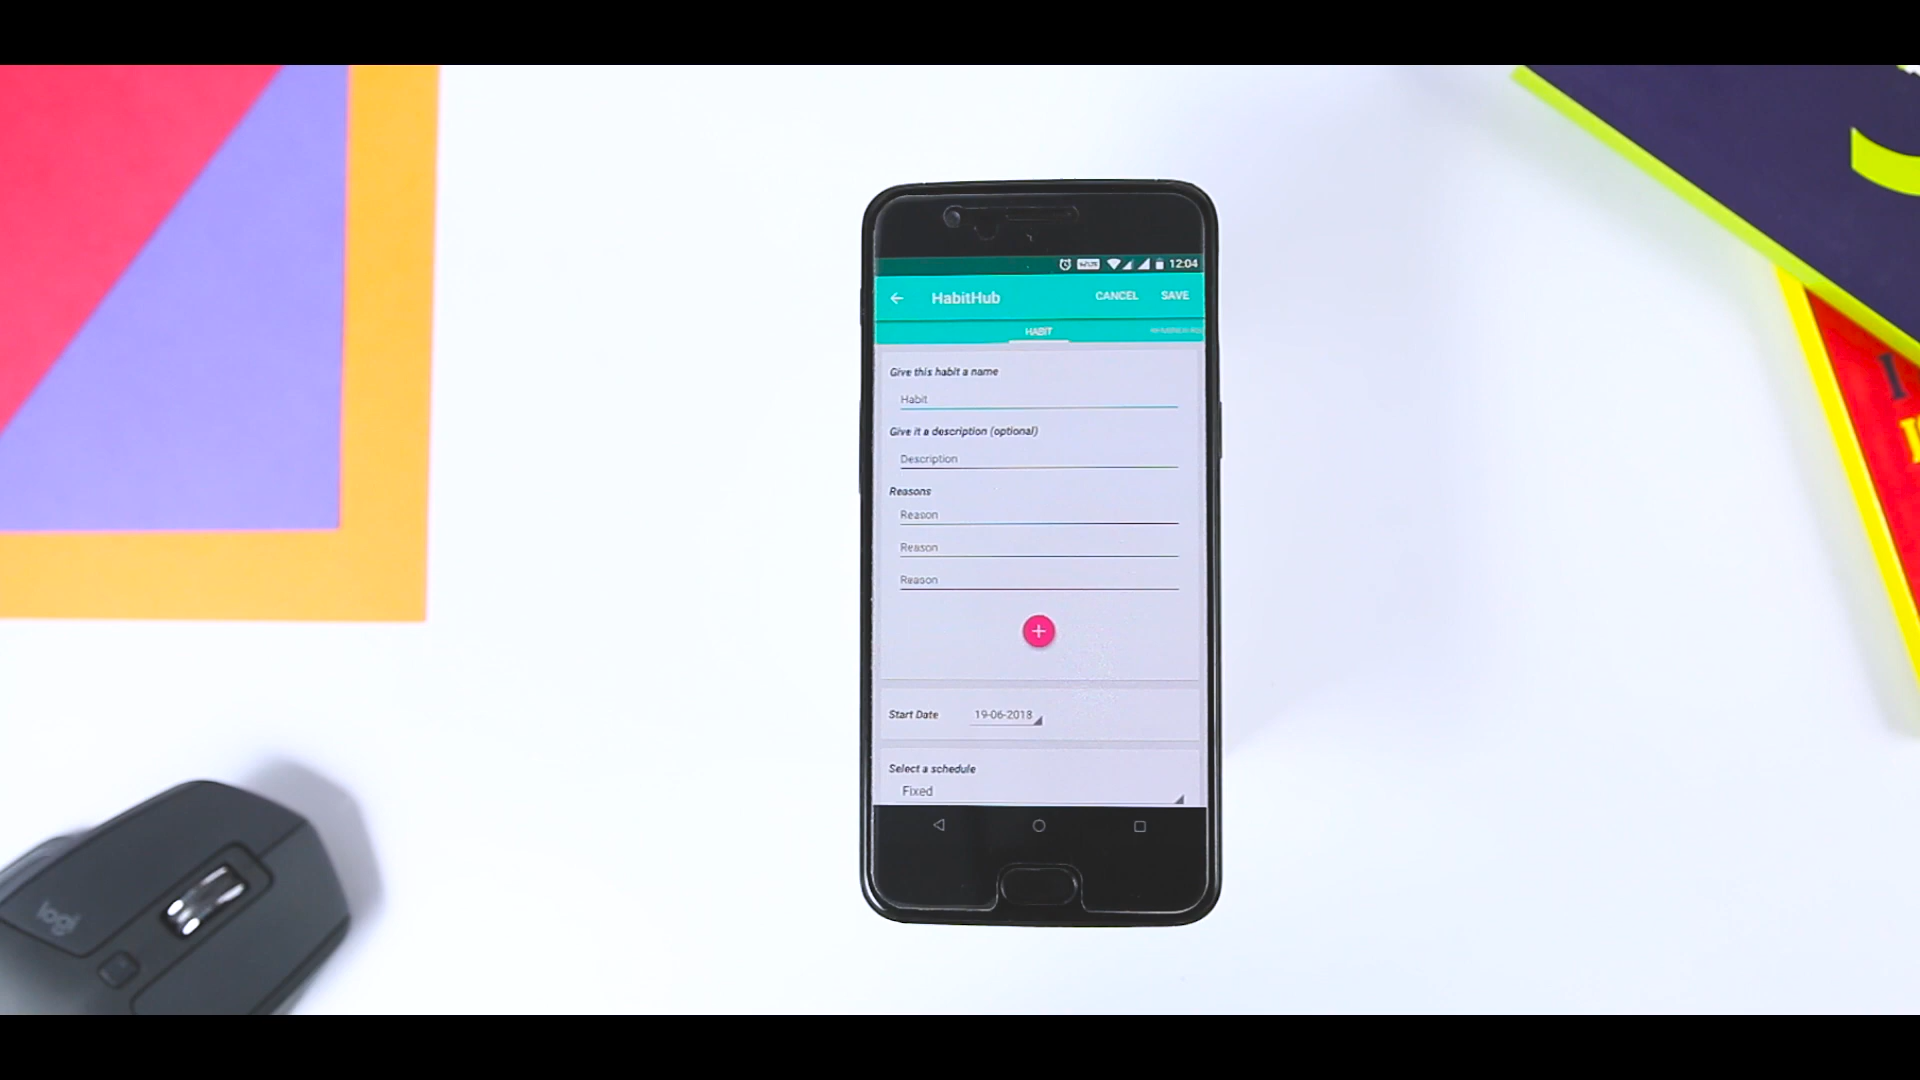 12:04
HabitHub CANCEL SAVE
HABIT
Give this habit a name
Habit
Give it a description (optional)
Description
Reasons
Reason
Reason
Reason
+
Start Date 19-06-2018
Select a schedule
Fixed
logi